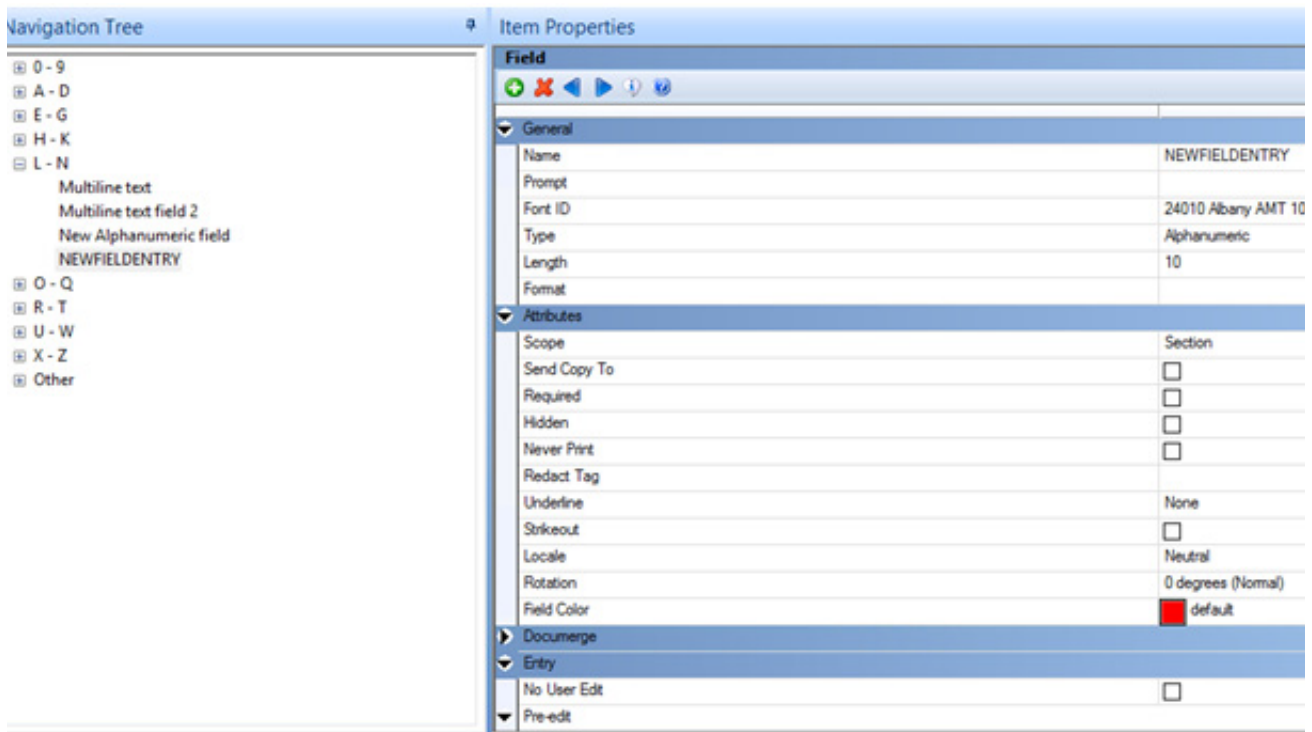 Navigation Tree
0 - 9
A - D
E - G
H - K
L - N
Multiline text
Multiline text field 2
New Alphanumeric field
NEWFIELDENTRY
O - Q
R - T
U - W
X - Z
Other
Item Properties
Field
General
Name NEWFIELDENTRY
Prompt
Font ID 24010 Albany AMT 10
Type Alphanumeric
Length 10
Format
Attributes
Scope Section
Send Copy To
Required
Hidden
Never Print
Redact Tag
Underline None
Strikeout
Locale Neutral
Rotation 0 degrees (Normal)
Field Color default
Documerge
Entry
No User Edit
Pre-edit